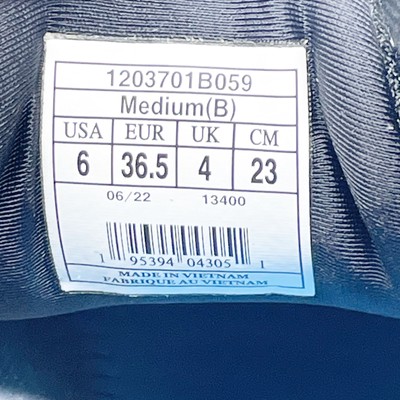 1203701B059
Medium(B)
USA EUR UK CM
6 36.5 4 23
06/22 13400
1 95394 04305 1
MADE IN VIETNAM
FABRIQUE AU VIETNAM